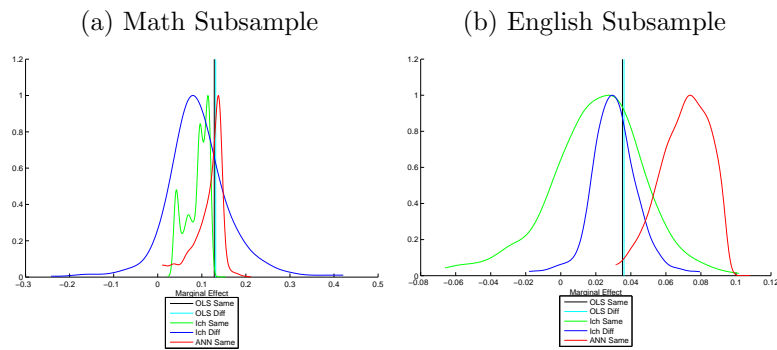 (a) Math Subsample
1.2
1
0.8
0.6
0.4
0.2
0
−0.3 −0.2 −0.1 0 0.1 0.2 0.3 0.4 0.5
Marginal Effect
OLS Same
OLS Diff
Ich Same
Ich Diff
ANN Same
(b) English Subsample
1.2
1
0.8
0.6
0.4
0.2
0
−0.08 −0.06 −0.04 −0.02 0 0.02 0.04 0.06 0.08 0.1 0.12
Marginal Effect
OLS Same
OLS Diff
Ich Same
Ich Diff
ANN Same